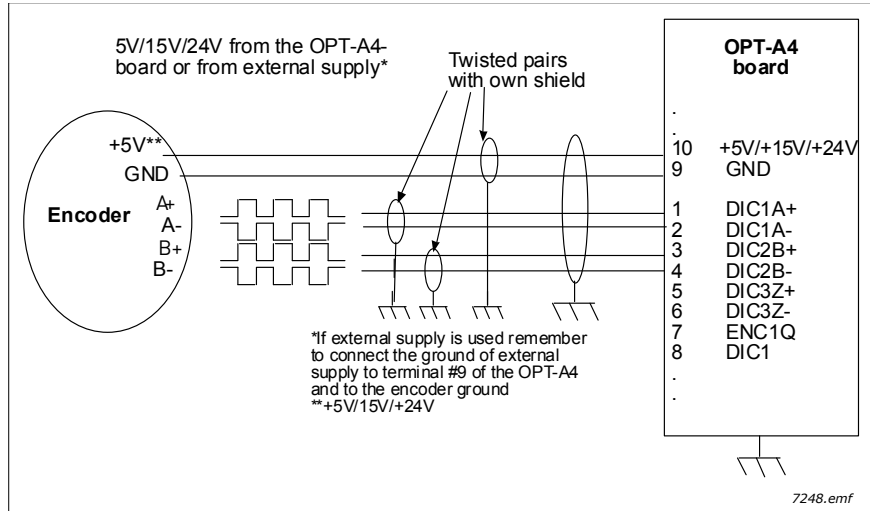 5V/15V/24V from the OPT-A4-
board or from external supply*
Twisted pairs
with own shield
OPT-A4
board
.
.
+5V**
10 +5V/+15V/+24V
GND
9 GND
Encoder
A+
1 DIC1A+
A-
2 DIC1A-
B+
3 DIC2B+
B-
4 DIC2B-
5 DIC3Z+
6 DIC3Z-
7 ENC1Q
8 DIC1
.
.
*If external supply is used remember
to connect the ground of external
supply to terminal #9 of the OPT-A4
and to the encoder ground
**+5V/15V/+24V
7248.emf